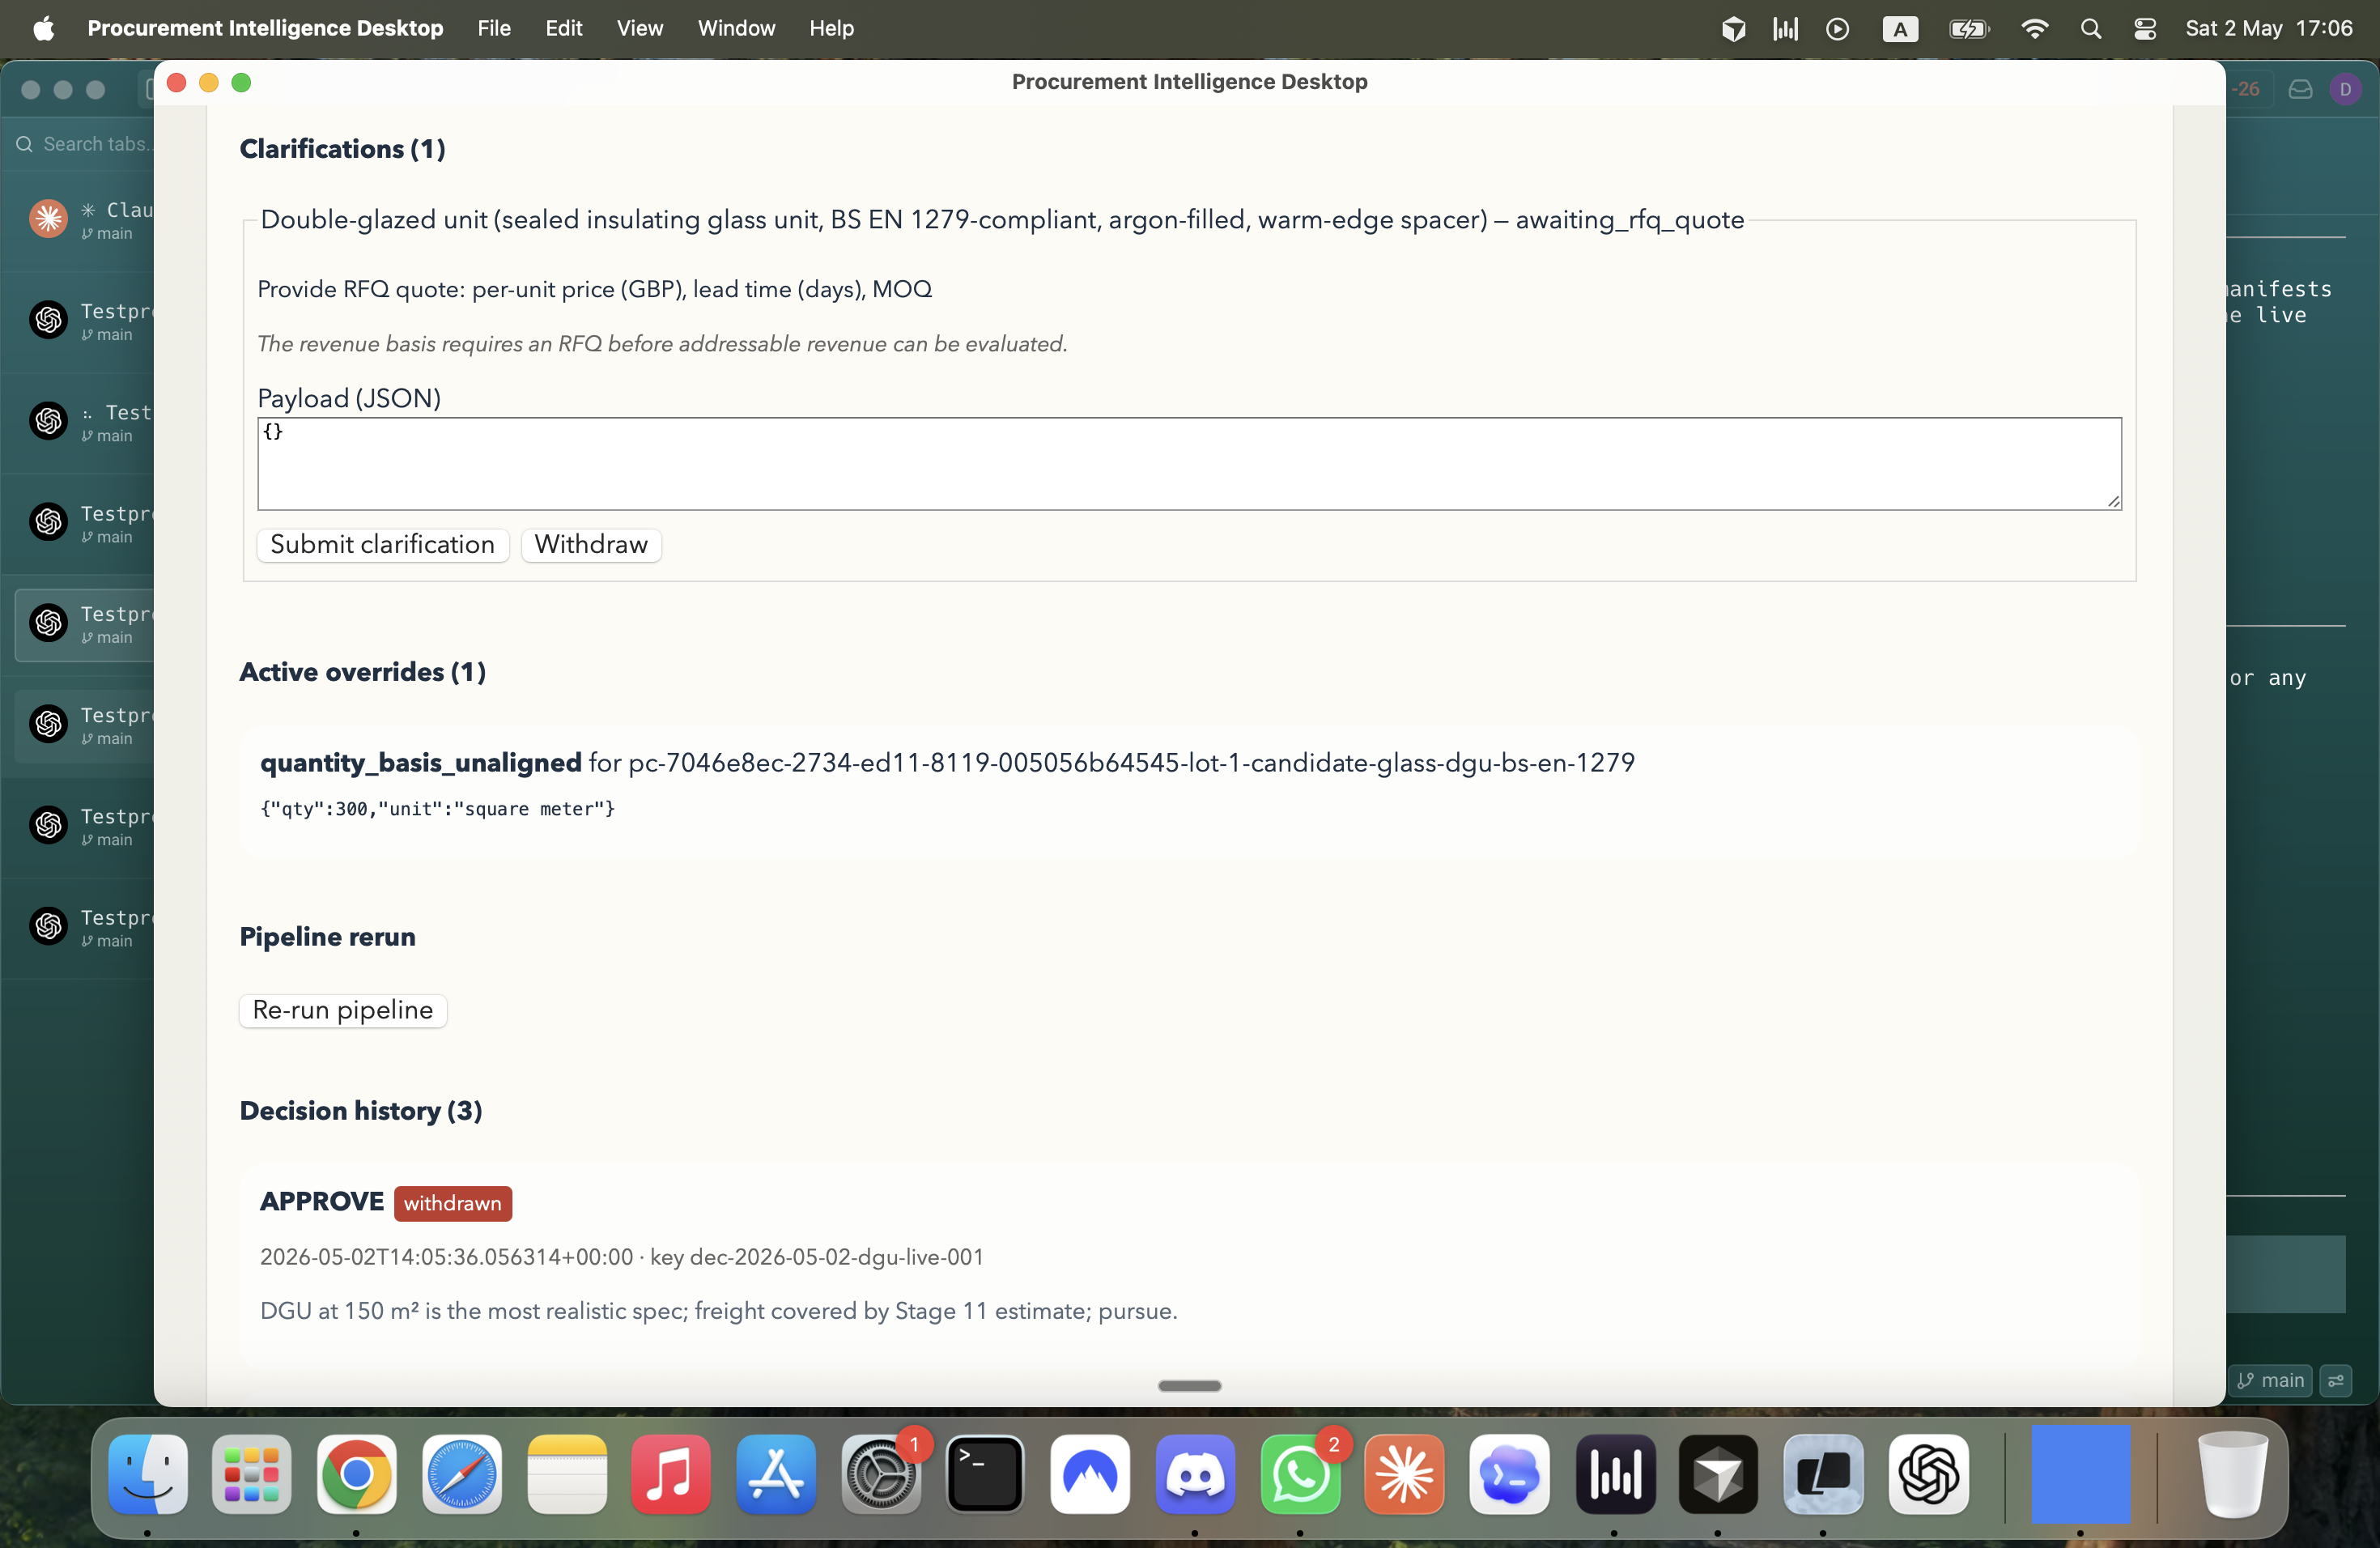 Procurement Intelligence Desktop File Edit View Window Help A Sat 2 May 17:06
Procurement Intelligence Desktop
-26 D
Search tabs...
Clau
main
Testpr
main
Test
main
Testpr
main
Testpr
main
Testpr
main
Testpr
main
Testpr
main
Clarifications (1)
Double-glazed unit (sealed insulating glass unit, BS EN 1279-compliant, argon-filled, warm-edge spacer) – awaiting_rfq_quote
Provide RFQ quote: per-unit price (GBP), lead time (days), MOQ
The revenue basis requires an RFQ before addressable revenue can be evaluated.
Payload (JSON)
{}
Submit clarification Withdraw
Active overrides (1)
quantity_basis_unaligned for pc-7046e8ec-2734-ed11-8119-005056b64545-lot-1-candidate-glass-dgu-bs-en-1279
{"qty":300,"unit":"square meter"}
Pipeline rerun
Re-run pipeline
Decision history (3)
APPROVE withdrawn
2026-05-02T14:05:36.056314+00:00 · key dec-2026-05-02-dgu-live-001
DGU at 150 m² is the most realistic spec; freight covered by Stage 11 estimate; pursue.
anifests
e live
or any
main
1
2